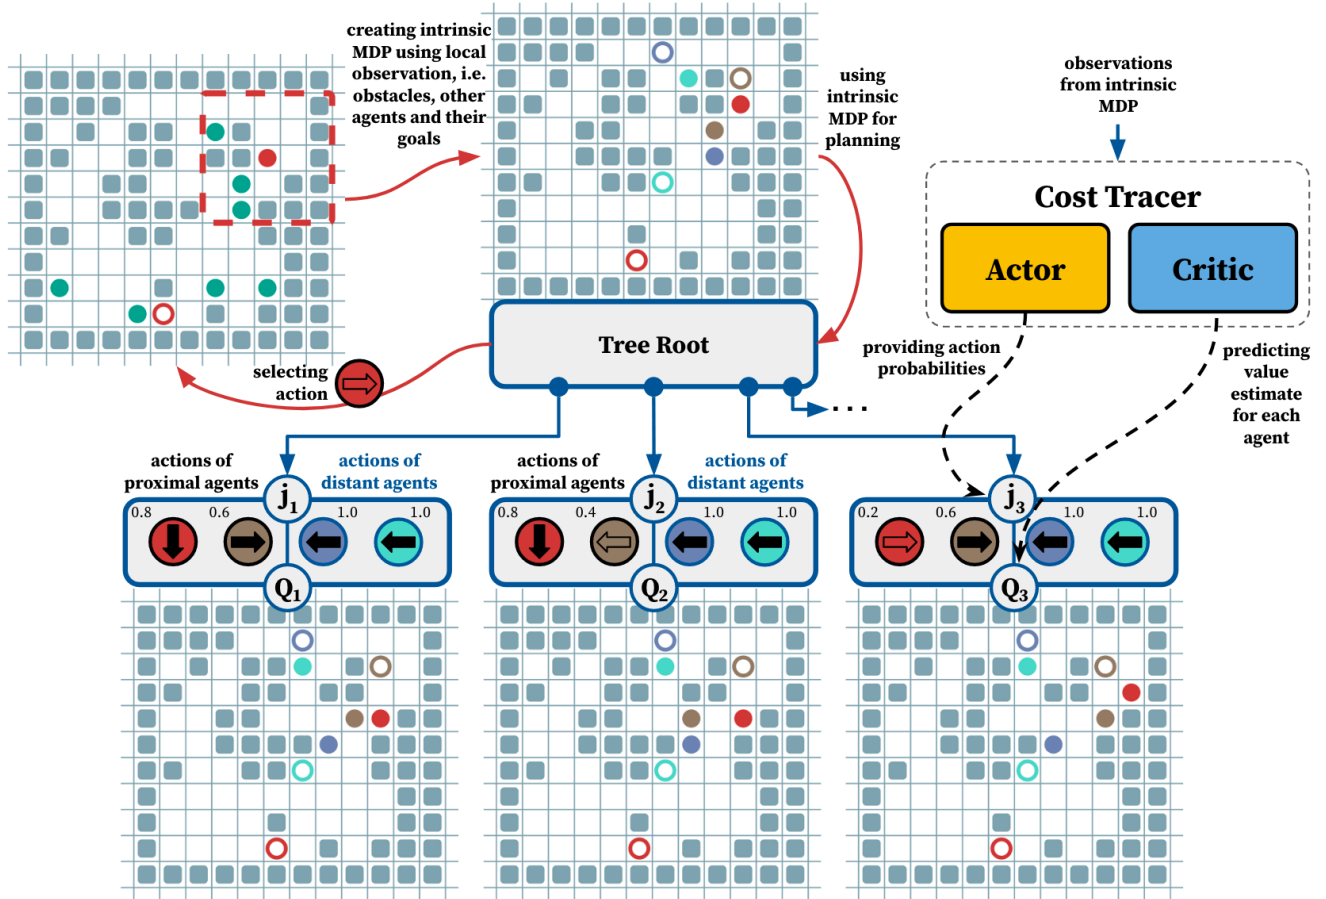 creating intrinsic
MDP using local
observation, i.e.
obstacles, other
agents and their
goals
using
intrinsic
MDP for
planning
observations
from intrinsic
MDP
Cost Tracer
Actor
Critic
Tree Root
selecting
action
providing action
probabilities
predicting
value
estimate
for each
agent
...
actions of
proximal agents
actions of
distant agents
j1
0.8 0.6 1.0 1.0
Q1
actions of
proximal agents
actions of
distant agents
j2
0.8 0.4 1.0 1.0
Q2
j3
0.2 0.6 1.0 1.0
Q3